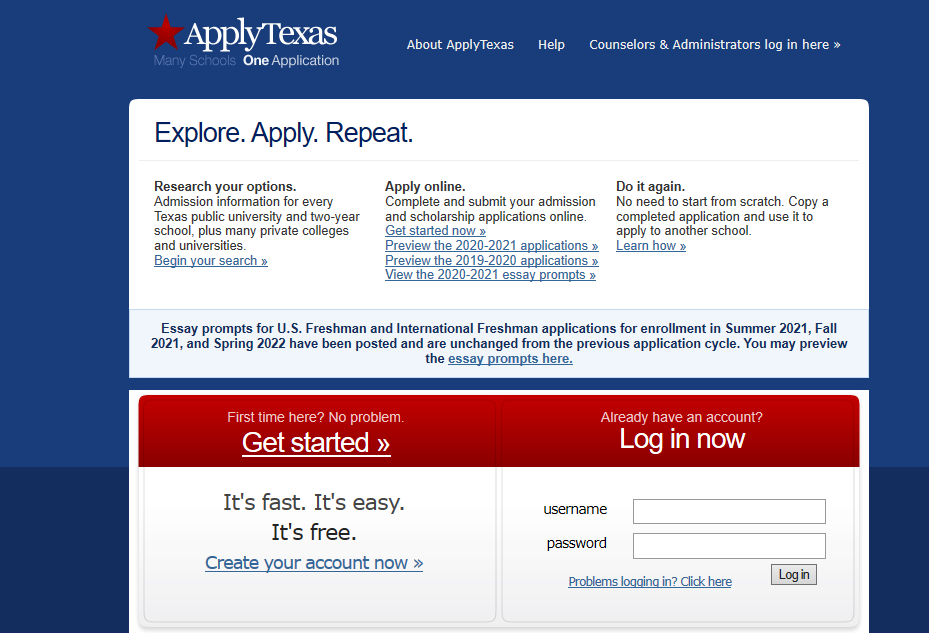 ApplyTexas
Many Schools One Application
About ApplyTexas
Help
Counselors & Administrators log in here »
Explore. Apply. Repeat.
Research your options.
Admission information for every
Texas public university and two-year
school, plus many private colleges
and universities.
Begin your search »
Apply online.
Complete and submit your admission
and scholarship applications online.
Get started now »
Preview the 2020-2021 applications »
Preview the 2019-2020 applications »
View the 2020-2021 essay prompts »
Do it again.
No need to start from scratch. Copy a
completed application and use it to
apply to another school.
Learn how »
Essay prompts for U.S. Freshman and International Freshman applications for enrollment in Summer 2021, Fall
2021, and Spring 2022 have been posted and are unchanged from the previous application cycle. You may preview
the essay prompts here.
First time here? No problem.
Get started »
It's fast. It's easy.
It's free.
Create your account now »
Already have an account?
Log in now
username
password
Problems logging in? Click here
Log in